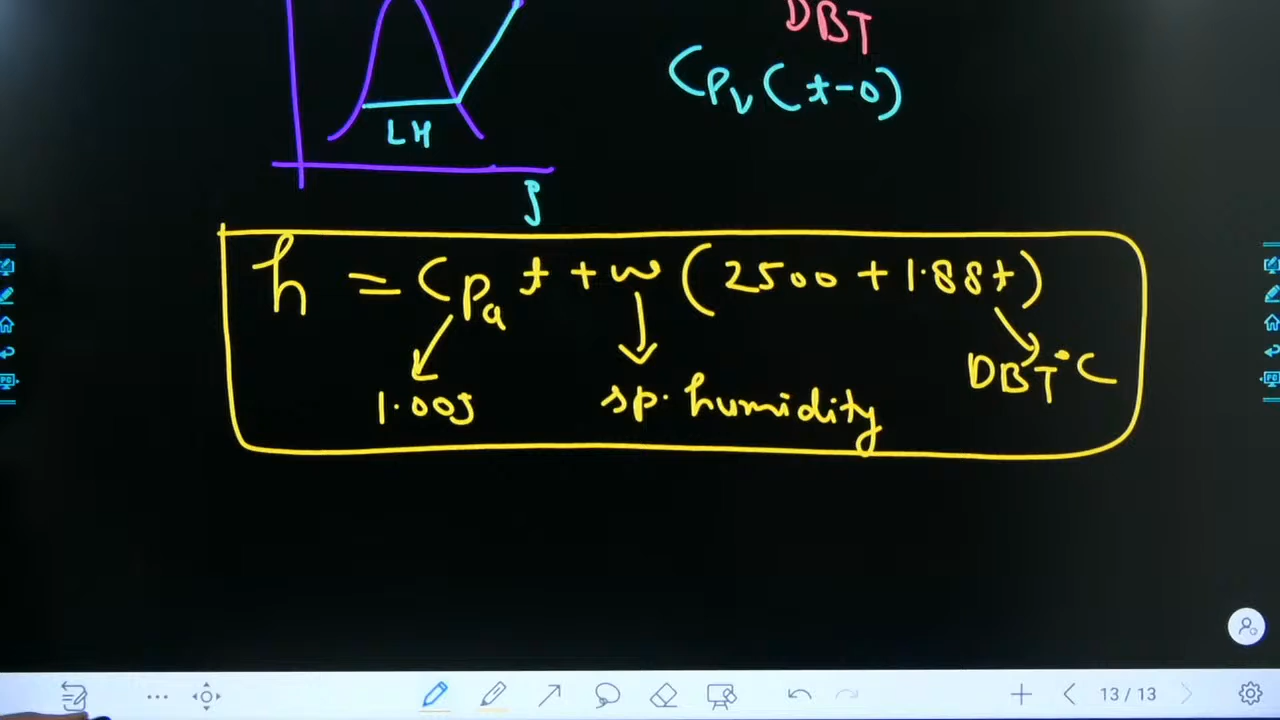 DBT
Cpv (t-0)
LH
s
h = Cpa t + w (2500 + 1.88t)
1.005
sp. humidity
DBT °C
13 / 13